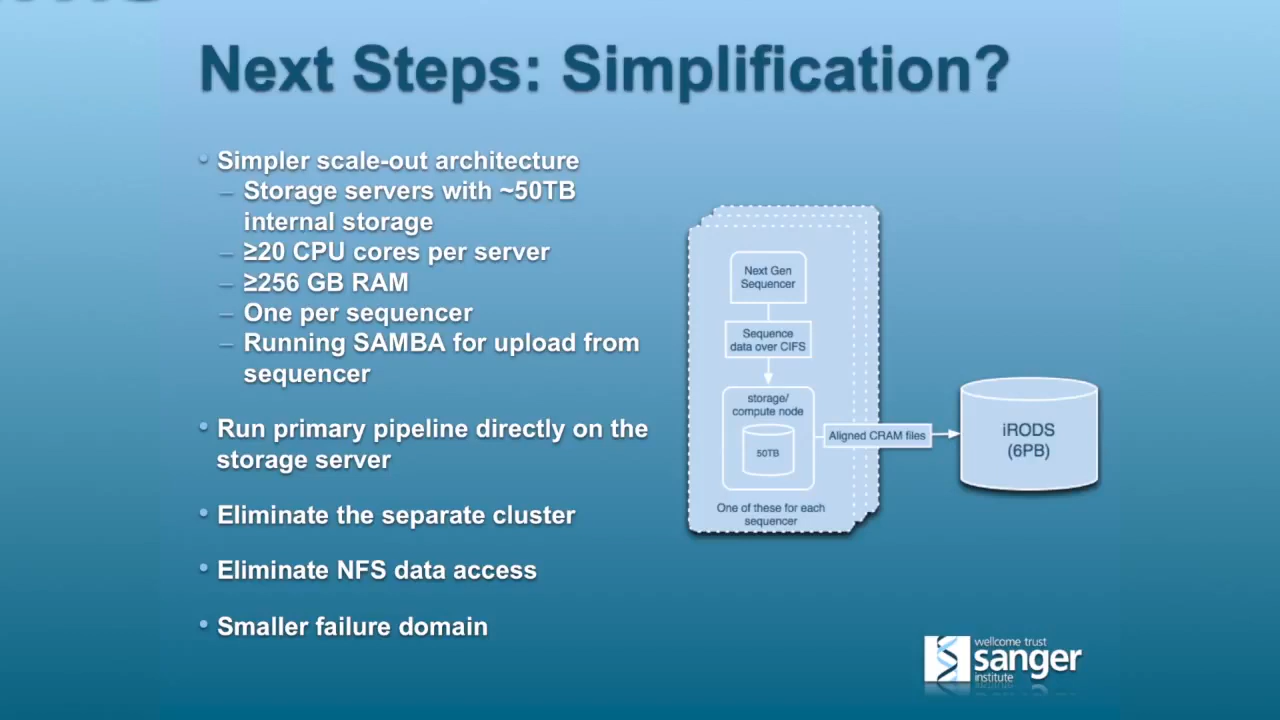 Next Steps: Simplification?
• Simpler scale-out architecture
– Storage servers with ~50TB
internal storage
– ≥20 CPU cores per server
– ≥256 GB RAM
– One per sequencer
– Running SAMBA for upload from
sequencer
• Run primary pipeline directly on the
storage server
• Eliminate the separate cluster
• Eliminate NFS data access
• Smaller failure domain
Next Gen
Sequencer
Sequence
data over CIFS
storage/
compute node
50TB
One of these for each
sequencer
Aligned CRAM files
iRODS
(6PB)
wellcome trust
sanger
institute